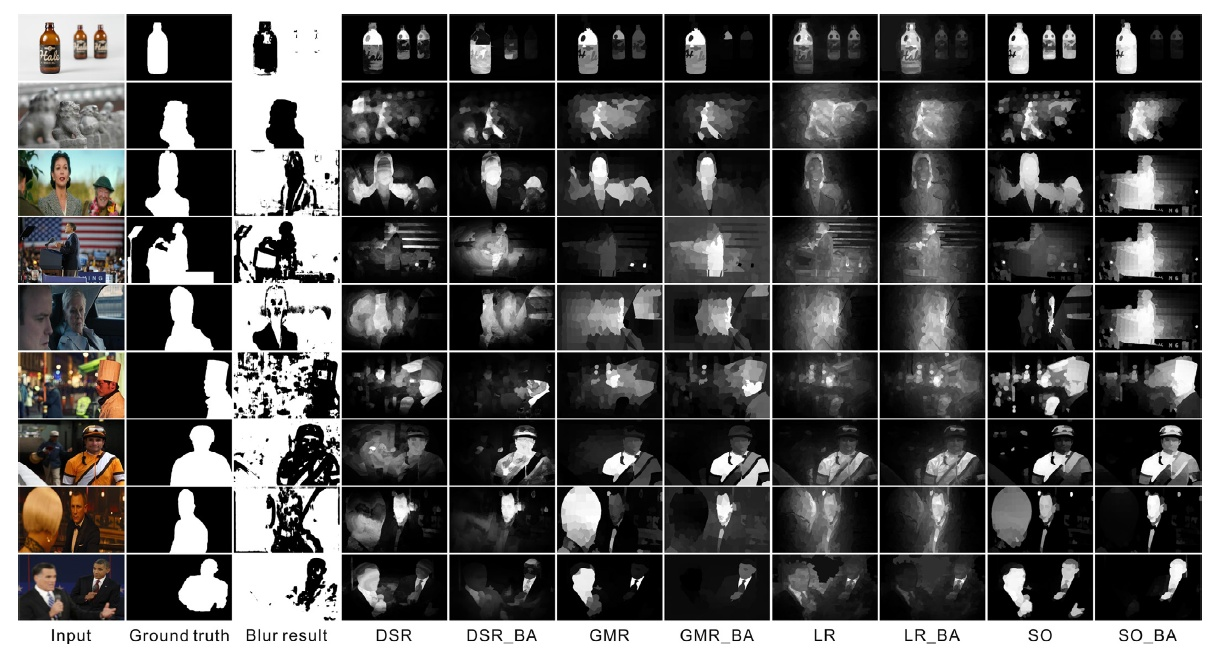 Input Ground truth Blur result DSR DSR_BA GMR GMR_BA LR LR_BA SO SO_BA